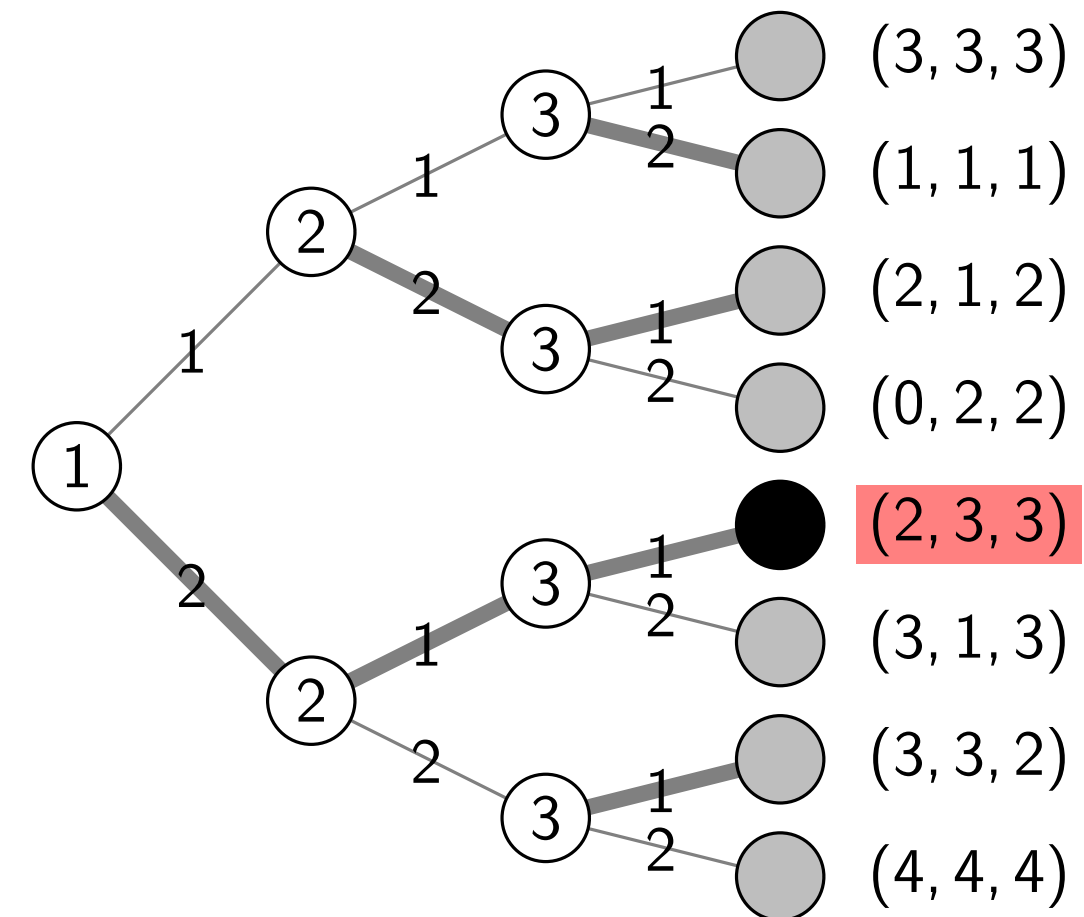 (3, 3, 3)
1
3
2
(1, 1, 1)
1
2
2
(2, 1, 2)
1
3
2
(0, 2, 2)
1
1
2
(2, 3, 3)
1
3
2
(3, 1, 3)
1
2
2
(3, 3, 2)
1
3
2
(4, 4, 4)